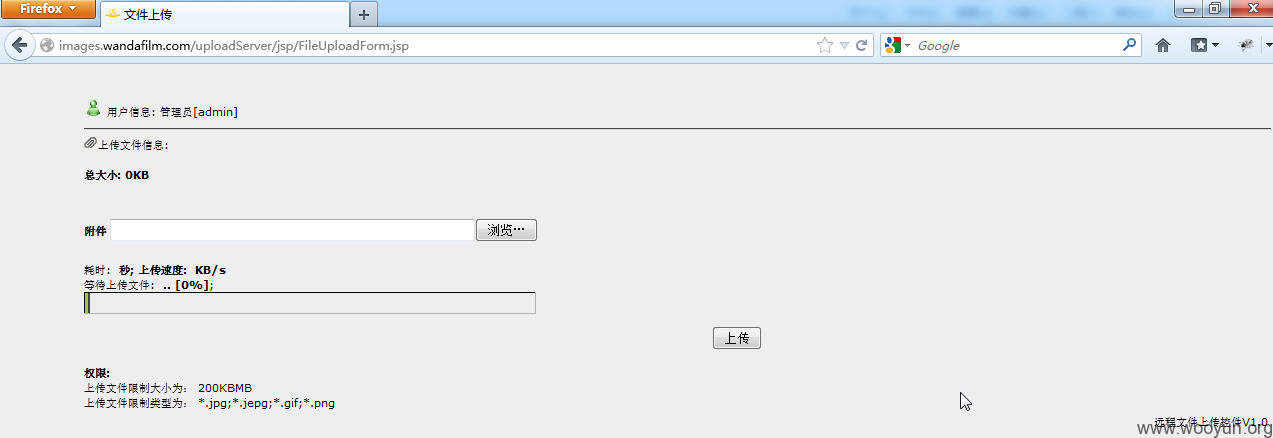 Firefox
文件上传
images.wandafilm.com/uploadServer/jsp/FileUploadForm.jsp
Google
用户信息: 管理员[admin]
上传文件信息:
总大小: 0KB
附件
浏览…
耗时: 秒; 上传速度: KB/s
等待上传文件: .. [0%];
上传
权限:
上传文件限制大小为: 200KBMB
上传文件限制类型为: *.jpg;*.jepg;*.gif;*.png
远程文件上传控件V1.0
www.wooyun.org